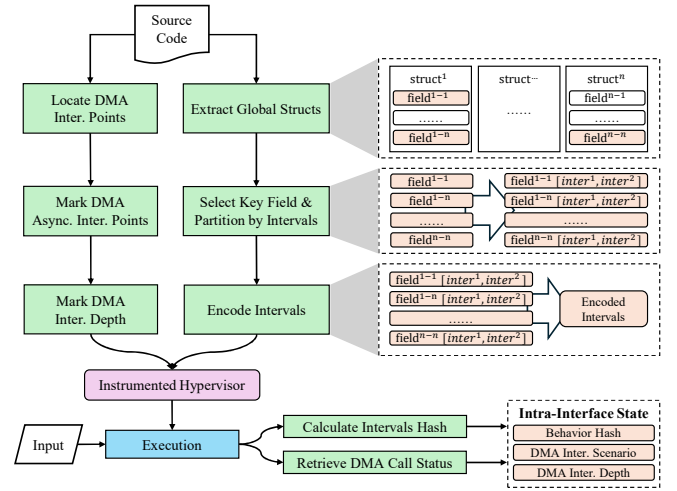 Source
Code
Locate DMA
Inter. Points
Extract Global Structs
struct¹
field¹⁻¹
......
field¹⁻ⁿ
struct^…
......
structⁿ
fieldⁿ⁻¹
......
fieldⁿ⁻ⁿ
Mark DMA
Async. Inter. Points
Select Key Field &
Partition by Intervals
field¹⁻¹
field¹⁻ⁿ
......
fieldⁿ⁻ⁿ
field¹⁻¹ [inter¹, inter²]
field¹⁻ⁿ [inter¹, inter²]
......
fieldⁿ⁻ⁿ [inter¹, inter²]
Mark DMA
Inter. Depth
Encode Intervals
field¹⁻¹ [inter¹, inter²]
field¹⁻ⁿ [inter¹, inter²]
......
fieldⁿ⁻ⁿ [inter¹, inter²]
Encoded
Intervals
Instrumented Hypervisor
Input
Execution
Calculate Intervals Hash
Retrieve DMA Call Status
Intra-Interface State
Behavior Hash
DMA Inter. Scenario
DMA Inter. Depth